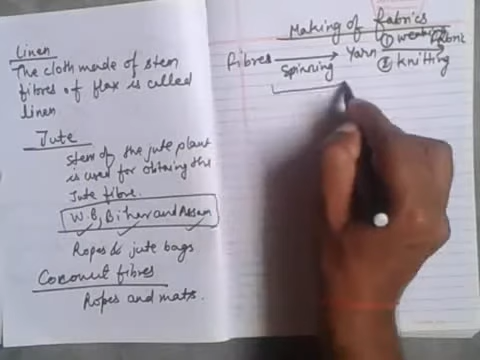 Linen
The cloth made of stem
fibres of flax is called
linen
Jute
stem of the jute plant
is used for obtaining the
Jute fibre.
W.B, Bihar and Assam
Ropes & jute bags
Coconut fibres
Ropes and mats.
Making of fabrics
① weaving
Fibres Yarn Fabric
Spinning ② knitting